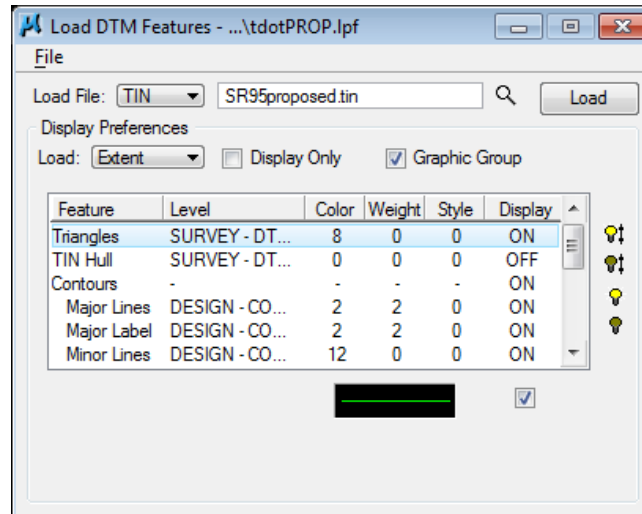 Load DTM Features - ...\tdotPROP.lpf
File
Load File: TIN SR95proposed.tin Load
Display Preferences
Load: Extent Display Only Graphic Group
Feature Level Color Weight Style Display
Triangles SURVEY - DT... 8 0 0 ON
TIN Hull SURVEY - DT... 0 0 0 OFF
Contours - - - - ON
Major Lines DESIGN - CO... 2 2 0 ON
Major Label DESIGN - CO... 2 2 0 ON
Minor Lines DESIGN - CO... 12 0 0 ON